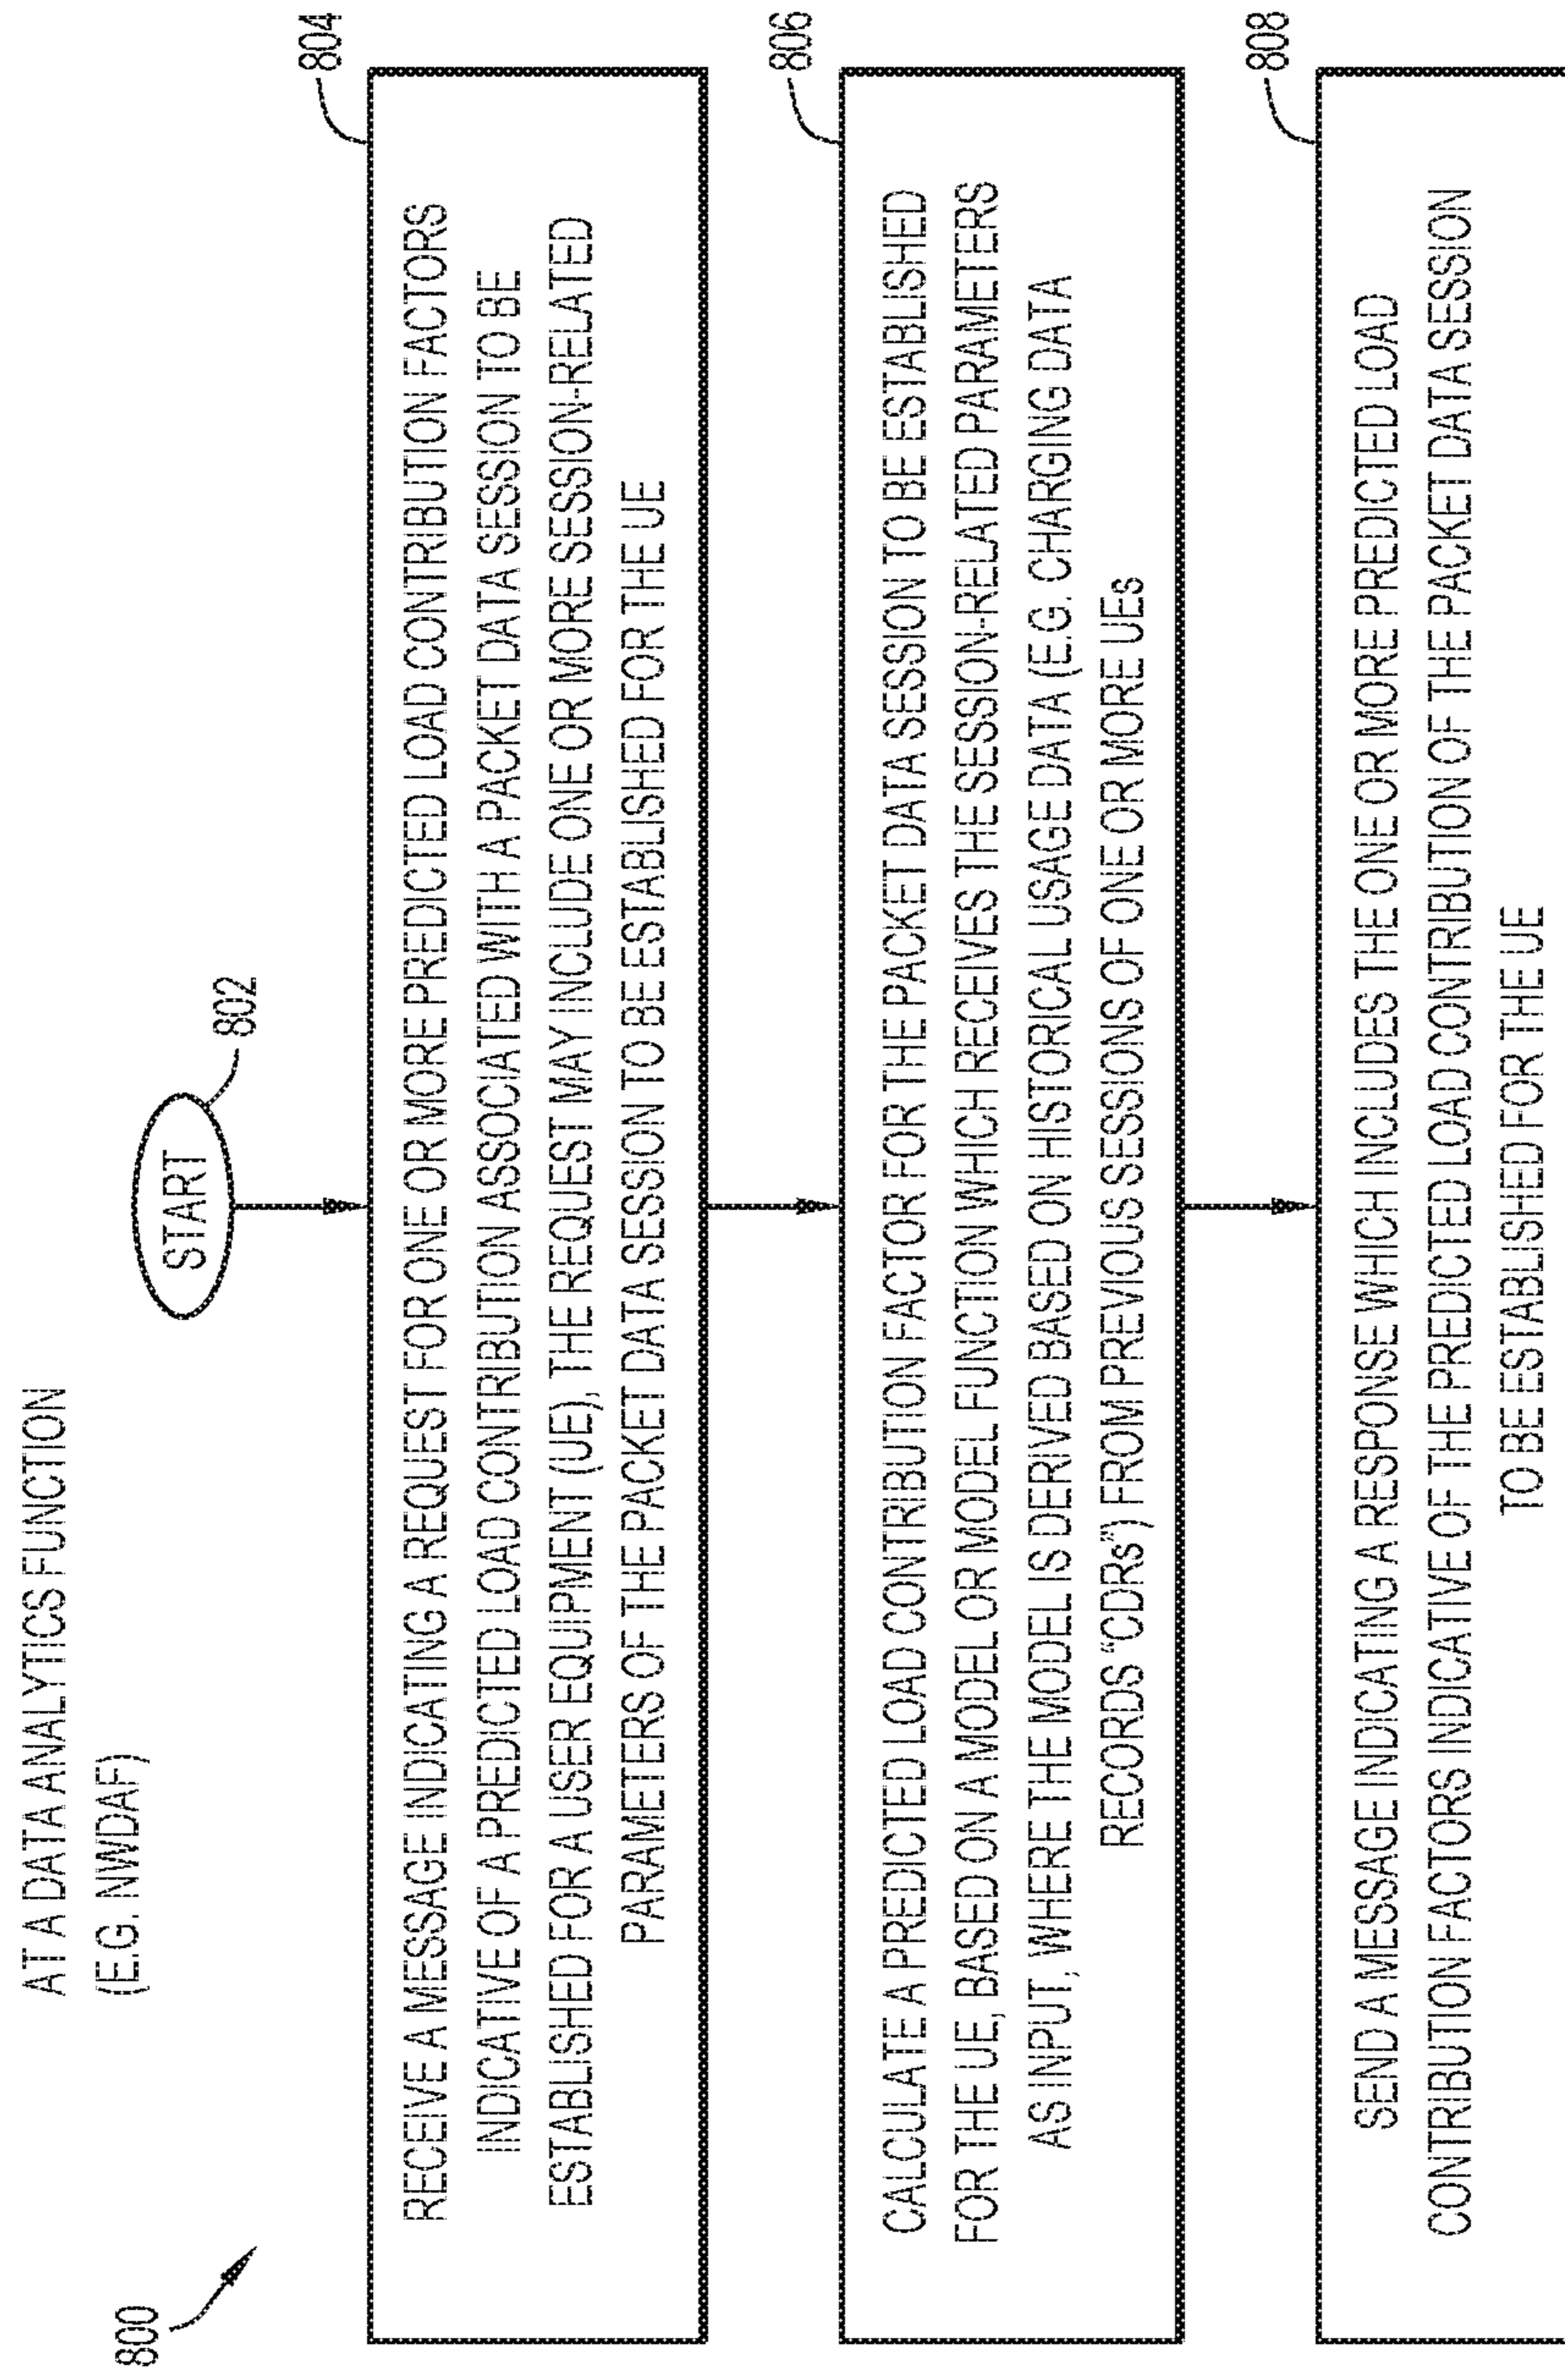 AT A DATA ANALYTICS FUNCTION
(E.G. NWDAF)
800
START
802
804
RECEIVE A MESSAGE INDICATING A REQUEST FOR ONE OR MORE PREDICTED LOAD CONTRIBUTION FACTORS
INDICATIVE OF A PREDICTED LOAD CONTRIBUTION ASSOCIATED WITH A PACKET DATA SESSION TO BE
ESTABLISHED FOR A USER EQUIPMENT (UE), THE REQUEST MAY INCLUDE ONE OR MORE SESSION-RELATED
PARAMETERS OF THE PACKET DATA SESSION TO BE ESTABLISHED FOR THE UE
806
CALCULATE A PREDICTED LOAD CONTRIBUTION FACTOR FOR THE PACKET DATA SESSION TO BE ESTABLISHED
FOR THE UE, BASED ON A MODEL OR MODEL FUNCTION WHICH RECEIVES THE SESSION-RELATED PARAMETERS
AS INPUT, WHERE THE MODEL IS DERIVED BASED ON HISTORICAL USAGE DATA (E.G. CHARGING DATA
RECORDS "CDRs") FROM PREVIOUS SESSIONS OF ONE OR MORE UEs
808
SEND A MESSAGE INDICATING A RESPONSE WHICH INCLUDES THE ONE OR MORE PREDICTED LOAD
CONTRIBUTION FACTORS INDICATIVE OF THE PREDICTED LOAD CONTRIBUTION OF THE PACKET DATA SESSION
TO BE ESTABLISHED FOR THE UE